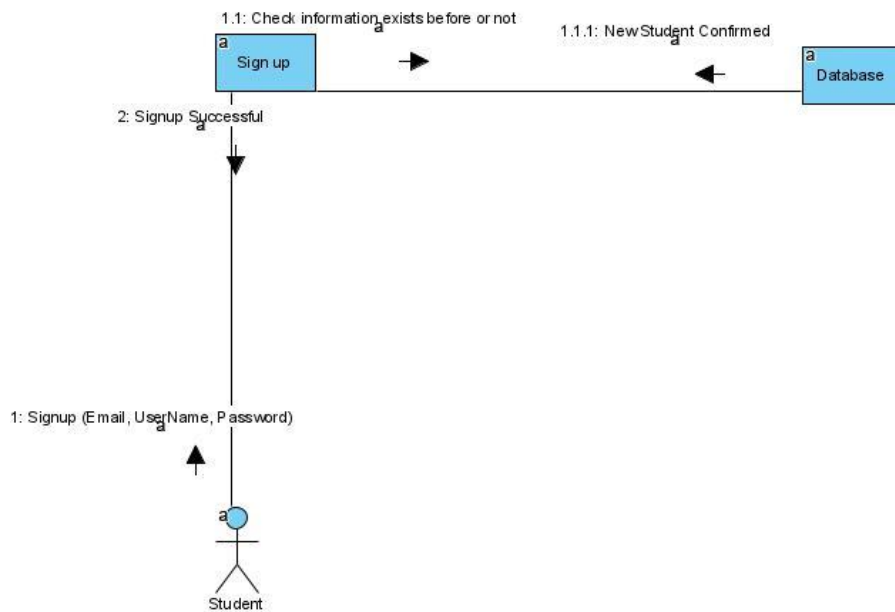 1.1: Check information exists before or not
a
1.1.1: New Student Confirmed
a
a
Sign up
a
Database
2: Signup Successful
a
1: Signup (Email, UserName, Password)
a
a
Student